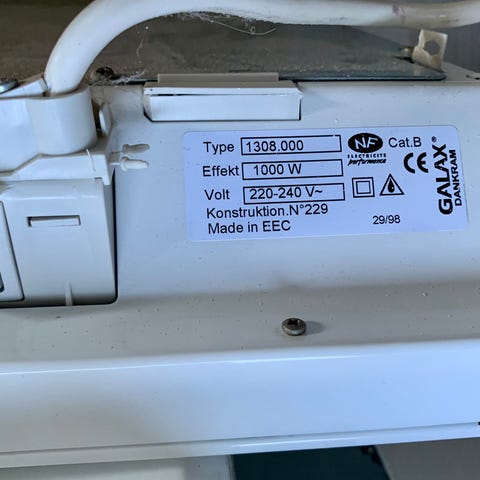 Type 1308.000 NF Cat.B
ELECTRICITE
Performance
Effekt 1000 W
Volt 220-240 V~
Konstruktion.N°229
Made in EEC 29/98
CE
GALAX
DANKRAM